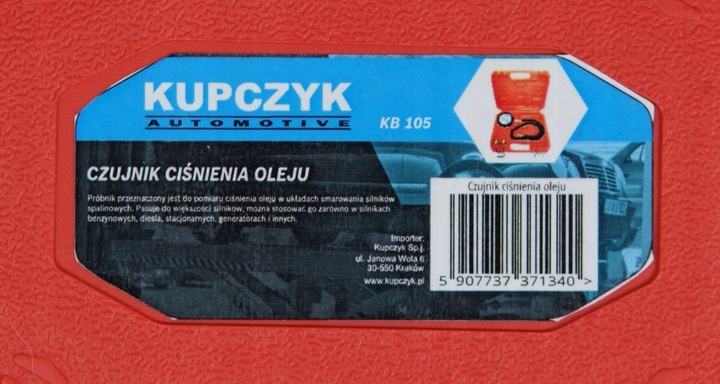 KUPCZYK
AUTOMOTIVE
KB 105
CZUJNIK CIŚNIENIA OLEJU
Próbnik przeznaczony jest do pomiaru ciśnienia oleju w układach smarowania silników
spalinowych. Pasuje do większości silników, można stosować go zarówno w silnikach
benzynowych, diesla, stacjonarnych, generatorach i innych.
Importer:
Kupczyk Sp.j.
ul. Janowa Wola 6
30-550 Kraków
www.kupczyk.pl
Czujnik ciśnienia oleju
5 907737 371340 >